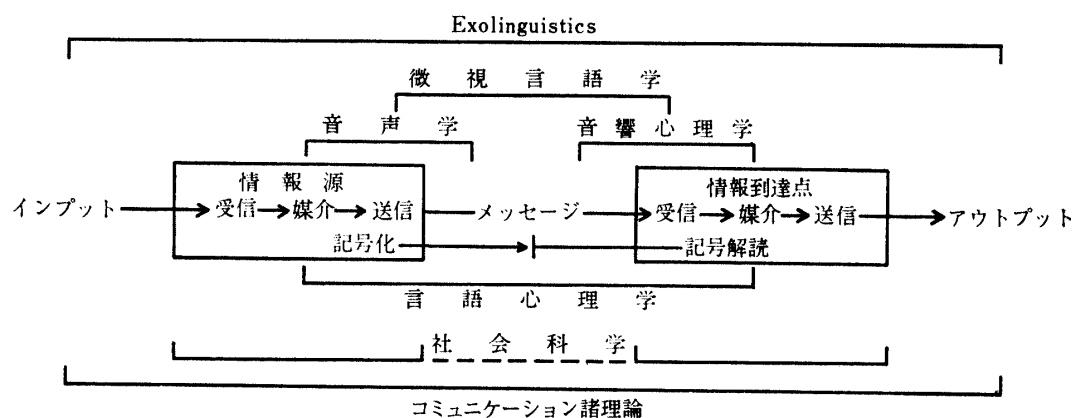 Exolinguistics
微視言語学
音声学 音響心理学
情報源 情報到達点
インプット 受信 媒介 送信 メッセージ 受信 媒介 送信 アウトプット
記号化 記号解読
言語心理学
社会科学
コミュニケーション諸理論